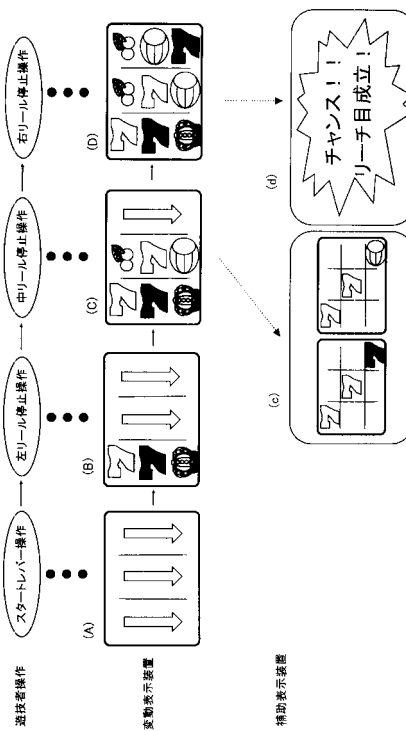 遊技者操作
スタートレバー操作
左リール停止操作
中リール停止操作
右リール停止操作
変動表示装置
(A)
(B)
(C)
(D)
補助表示装置
(c)
(d)
チャンス!!
リーチ目成立!